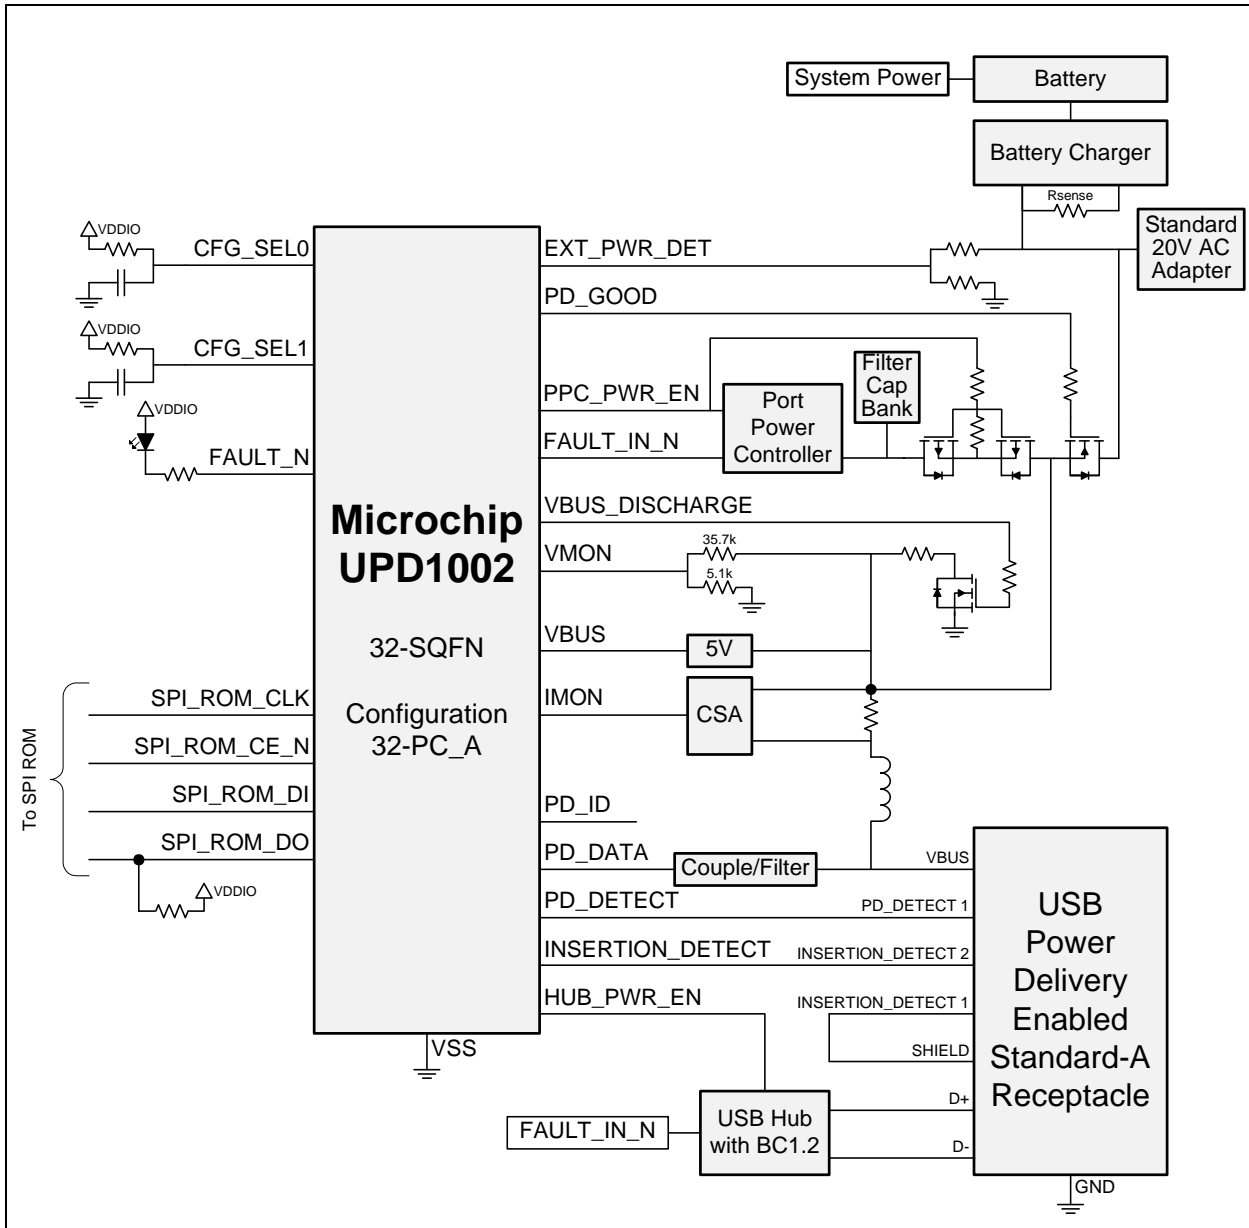 System Power
Battery
Battery Charger
Rsense
Standard
20V AC
Adapter
VDDIO
CFG_SEL0
EXT_PWR_DET
PD_GOOD
VDDIO
CFG_SEL1
Filter
Cap
Bank
PPC_PWR_EN
Port
Power
Controller
VDDIO
FAULT_N
FAULT_IN_N
Microchip
UPD1002
32-SQFN
Configuration
32-PC_A
VBUS_DISCHARGE
VMON
35.7k
5.1k
VBUS
5V
IMON
CSA
To SPI ROM
SPI_ROM_CLK
SPI_ROM_CE_N
SPI_ROM_DI
SPI_ROM_DO
VDDIO
PD_ID
PD_DATA
Couple/Filter
VBUS
PD_DETECT
PD_DETECT 1
INSERTION_DETECT
INSERTION_DETECT 2
HUB_PWR_EN
INSERTION_DETECT 1
SHIELD
USB
Power
Delivery
Enabled
Standard-A
Receptacle
VSS
D+
D-
FAULT_IN_N
USB Hub
with BC1.2
GND